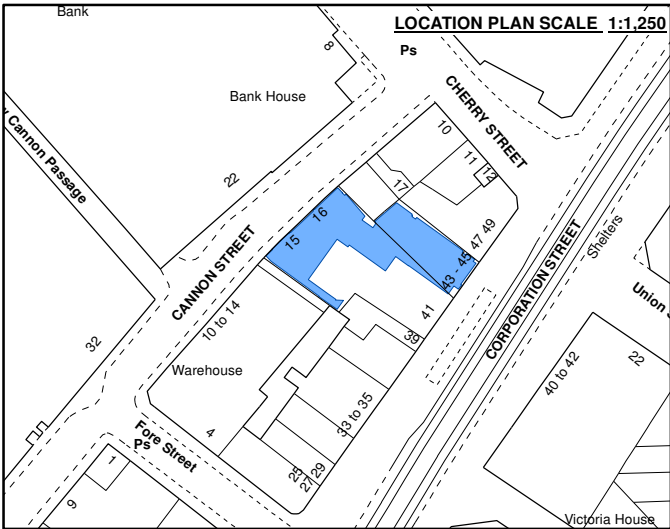 LOCATION PLAN SCALE 1:1,250
Bank
8
Ps
Bank House
CHERRY STREET
10
11
12
Cannon Passage
22
17
16
15
CANNON STREET
47 49
43 - 45
Shelters
CORPORATION STREET
Union
10 to 14
41
39
32
Warehouse
40 to 42
22
33 to 35
4
Fore Street
Ps
1
25
27
29
9
Victoria House